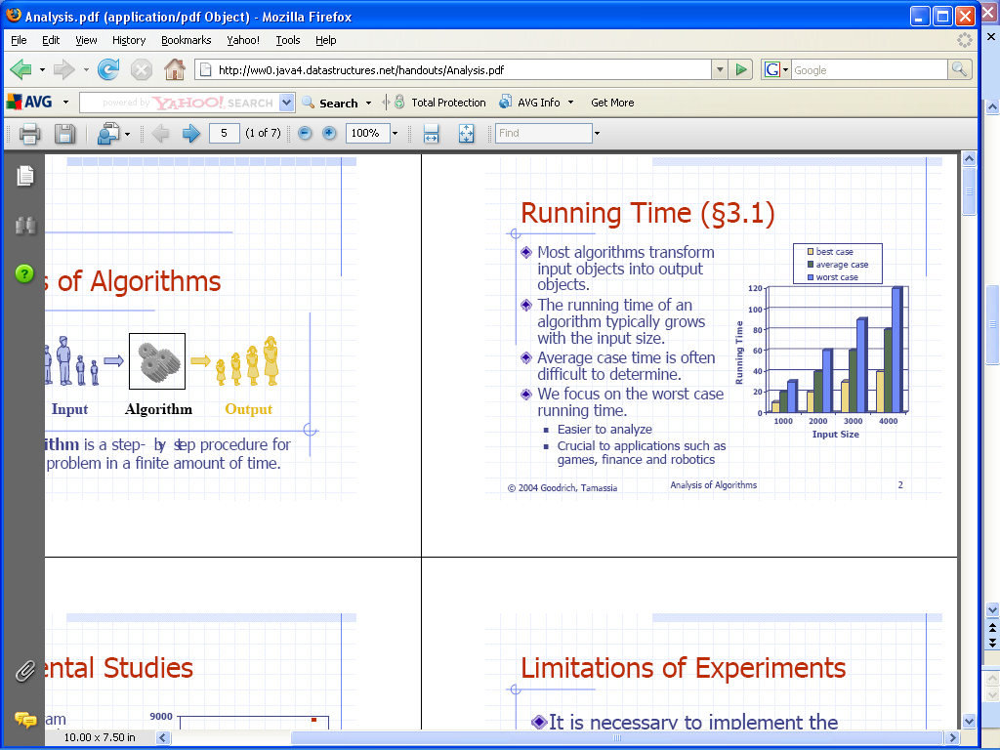 Analysis.pdf (application/pdf Object) - Mozilla Firefox
File Edit View History Bookmarks Yahoo! Tools Help
http://ww0.java4.datastructures.net/handouts/Analysis.pdf
G Google
AVG powered by YAHOO! SEARCH Search Total Protection AVG Info Get More
5 (1 of 7) 100% Find
s of Algorithms
Input Algorithm Output
ithm is a step- by step procedure for
problem in a finite amount of time.
Running Time (§3.1)
Most algorithms transform
input objects into output
objects.
The running time of an
algorithm typically grows
with the input size.
Average case time is often
difficult to determine.
We focus on the worst case
running time.
Easier to analyze
Crucial to applications such as
games, finance and robotics
best case
average case
worst case
120
100
80
60
40
20
0
Running Time
1000 2000 3000 4000
Input Size
© 2004 Goodrich, Tamassia Analysis of Algorithms 2
ental Studies
am
9000
Limitations of Experiments
It is necessary to implement the
10.00 x 7.50 in